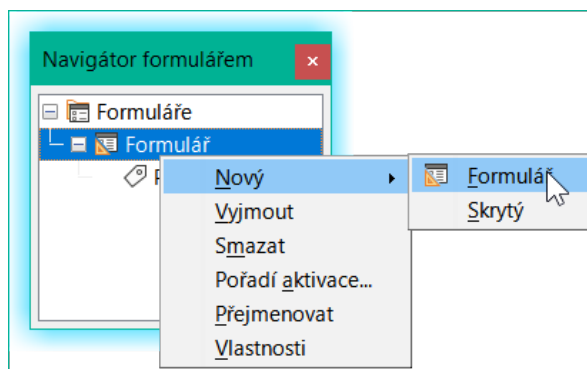 Navigátor formulářem
Formuláře
Formulář
Nový
Formulář
Vyjmout
Skrytý
Smazat
Pořadí aktivace...
Přejmenovat
Vlastnosti